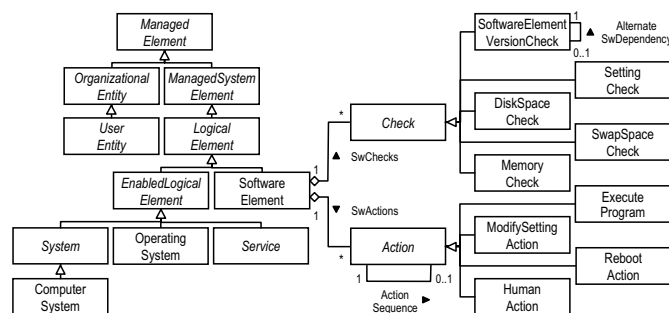 Managed
Element
Organizational
Entity
ManagedSystem
Element
User
Entity
Logical
Element
EnabledLogical
Element
Software
Element
System
Operating
System
Service
Computer
System
1
SwChecks
*
1
SwActions
*
Check
Action
1
0..1
Action
Sequence
SoftwareElement
VersionCheck
1
0..1
Alternate
SwDependency
Setting
Check
DiskSpace
Check
SwapSpace
Check
Memory
Check
Execute
Program
ModifySetting
Action
Reboot
Action
Human
Action